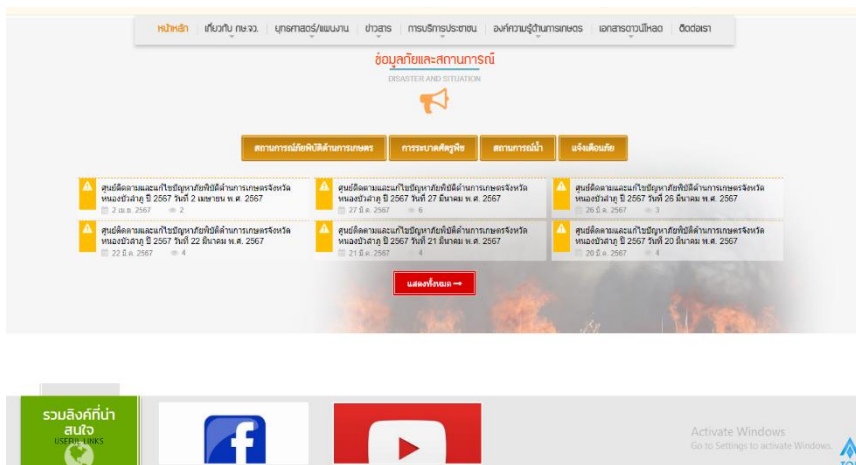 หน้าหลัก เกี่ยวกับ กษ.จว. ยุทธศาสตร์/แผนงาน ข่าวสาร การบริการประชาชน องค์ความรู้ด้านการเกษตร เอกสารดาวน์โหลด ติดต่อเรา
ข้อมูลภัยและสถานการณ์
DISASTER AND SITUATION
สถานการณ์ภัยพิบัติด้านการเกษตร การระบาดศัตรูพืช สถานการณ์น้ำ แจ้งเตือนภัย
ศูนย์ติดตามและแก้ไขปัญหาภัยพิบัติด้านการเกษตรจังหวัด
หนองบัวลำภู ปี 2567 วันที่ 2 เมษายน พ.ศ. 2567
2 เม.ย. 2567 2
ศูนย์ติดตามและแก้ไขปัญหาภัยพิบัติด้านการเกษตรจังหวัด
หนองบัวลำภู ปี 2567 วันที่ 27 มีนาคม พ.ศ. 2567
27 มี.ค. 2567 6
ศูนย์ติดตามและแก้ไขปัญหาภัยพิบัติด้านการเกษตรจังหวัด
หนองบัวลำภู ปี 2567 วันที่ 26 มีนาคม พ.ศ. 2567
26 มี.ค. 2567 3
ศูนย์ติดตามและแก้ไขปัญหาภัยพิบัติด้านการเกษตรจังหวัด
หนองบัวลำภู ปี 2567 วันที่ 22 มีนาคม พ.ศ. 2567
22 มี.ค. 2567 4
ศูนย์ติดตามและแก้ไขปัญหาภัยพิบัติด้านการเกษตรจังหวัด
หนองบัวลำภู ปี 2567 วันที่ 21 มีนาคม พ.ศ. 2567
21 มี.ค. 2567 4
ศูนย์ติดตามและแก้ไขปัญหาภัยพิบัติด้านการเกษตรจังหวัด
หนองบัวลำภู ปี 2567 วันที่ 20 มีนาคม พ.ศ. 2567
20 มี.ค. 2567 4
แสดงทั้งหมด →
รวมลิงค์ที่น่า
สนใจ
USEFUL LINKS
Activate Windows
Go to Settings to activate Windows.